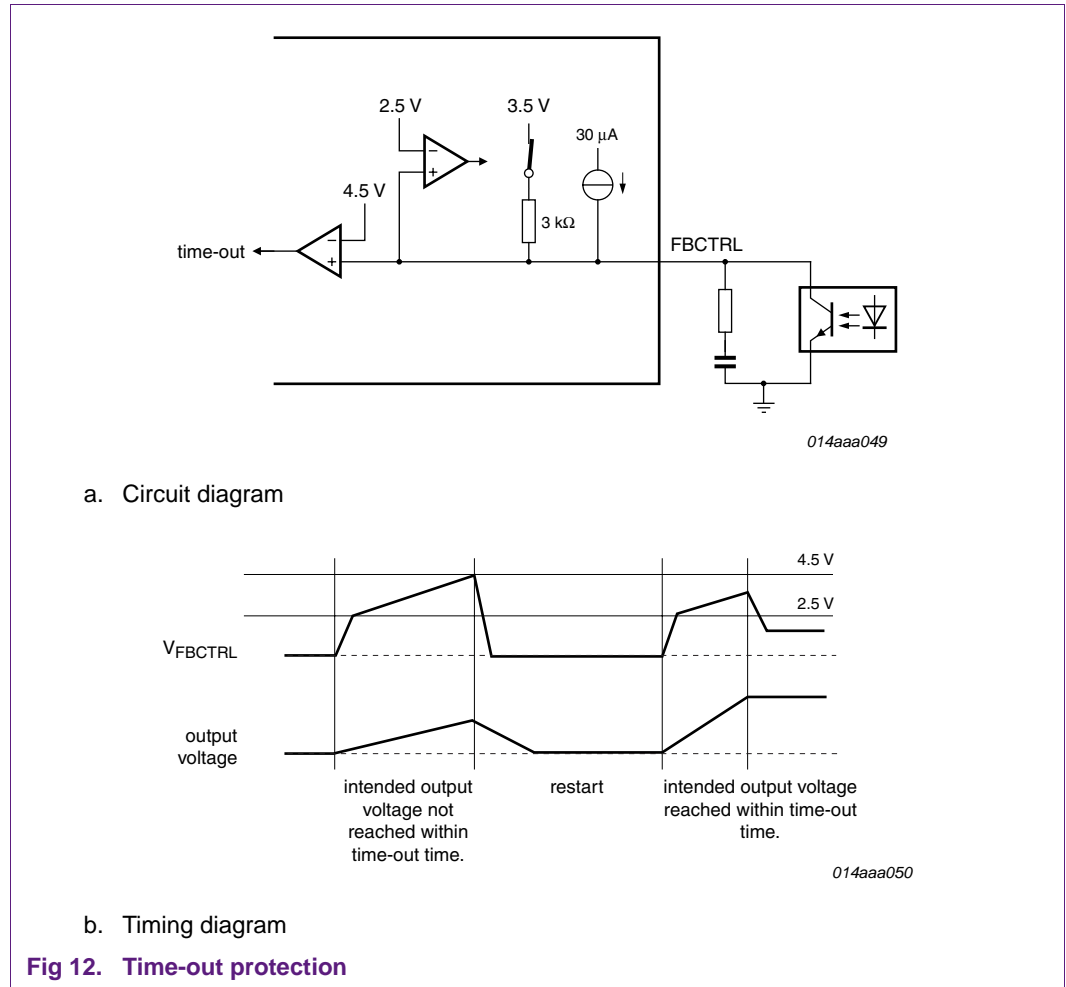 2.5 V
3.5 V
30 μA
−
+
4.5 V
3 kΩ
time-out
−
+
FBCTRL
014aaa049
a. Circuit diagram
4.5 V
2.5 V
VFBCTRL
output
voltage
intended output
voltage not
reached within
time-out time.
restart
intended output voltage
reached within time-out
time.
014aaa050
b. Timing diagram
Fig 12. Time-out protection